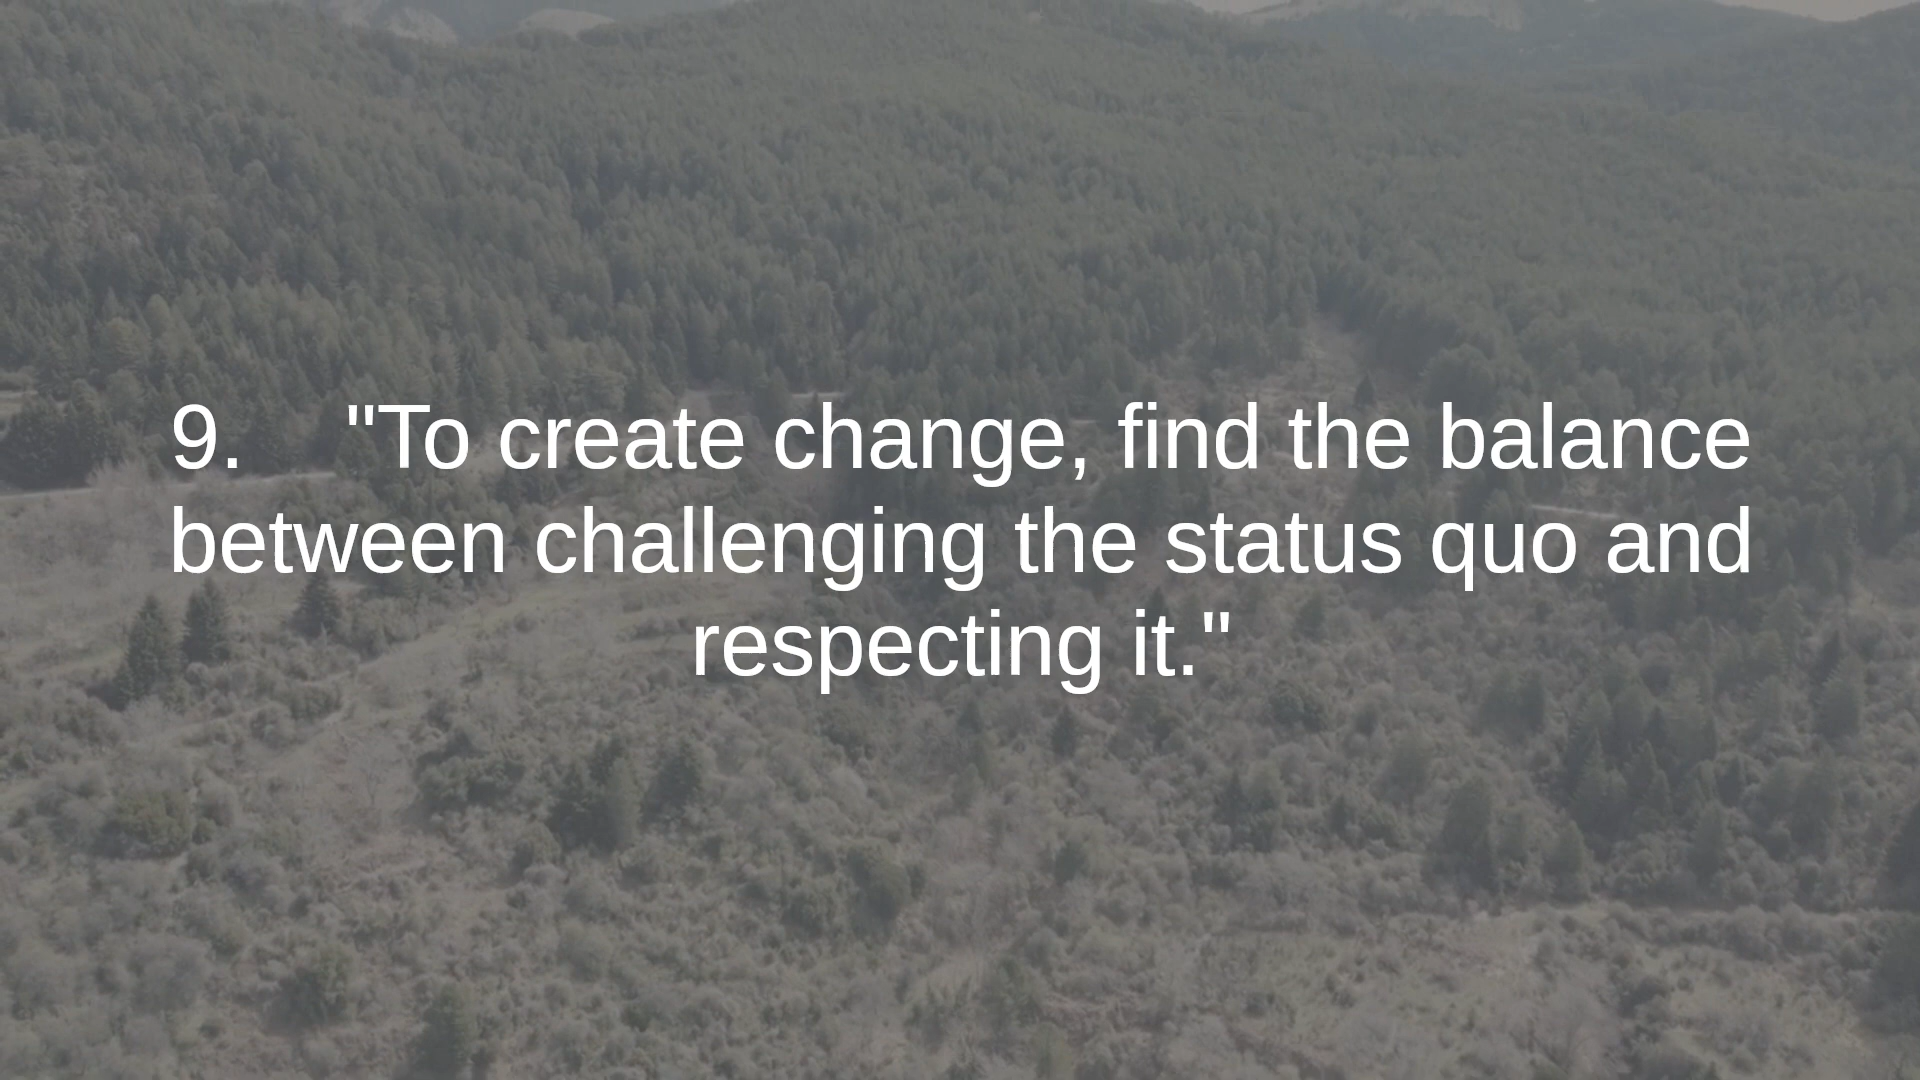 9. "To create change, find the balance
between challenging the status quo and
respecting it."